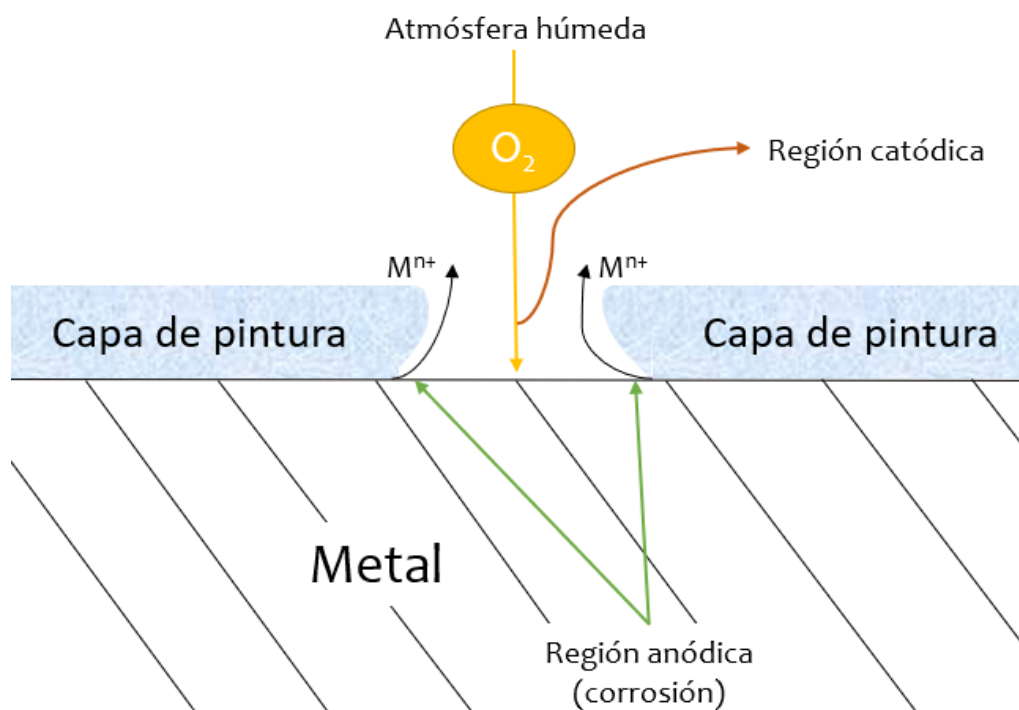 Atmósfera húmeda
O₂
Región catódica
Mⁿ⁺
Mⁿ⁺
Capa de pintura
Capa de pintura
Metal
Región anódica
(corrosión)